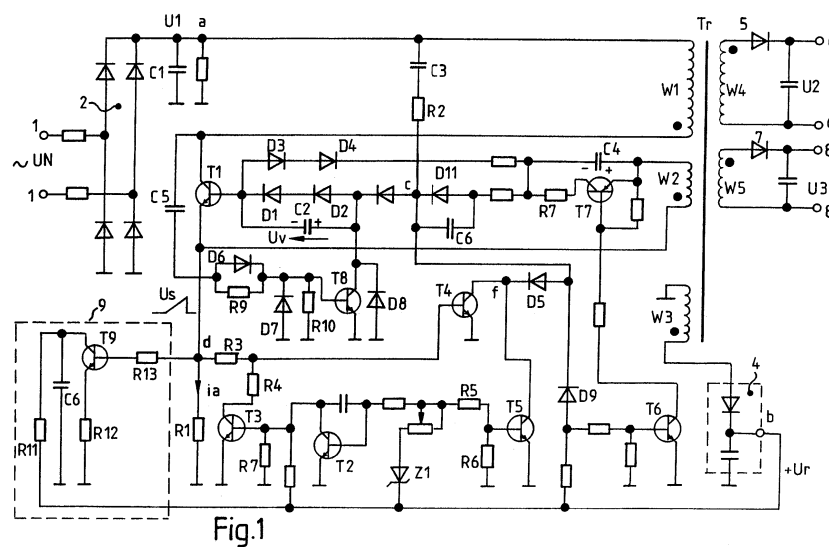 U1 a Tr 5
C1 C3 W1 W4 U2
2 R2
1
~ UN
1
D3 D4 C4 - + 7
T1 c D11 W2 W5 U3
C5 D1 D2 R7 T7
C2 - + C6
Uv
D6 T8 T4 f D5
Us R9 D7 R10 D8 W3
9
T9 d R3 4
C6 R13 ia R4 D9 b
R11 R12 R1 T3 R5 T5 T6
R7 T2 Z1 R6 +Ur
Fig.1